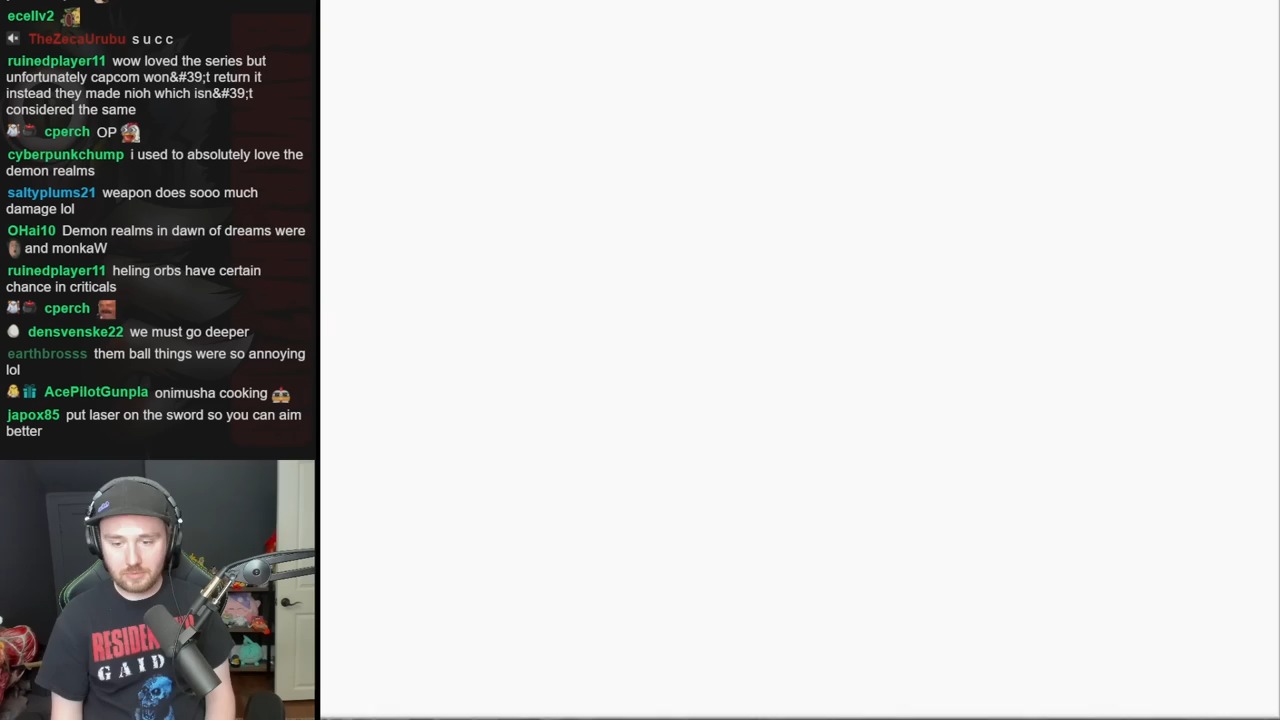 ecellv2
TheZecaUrubu s u c c
ruinedplayer11 wow loved the series but
unfortunately capcom won&#39;t return it
instead they made nioh which isn&#39;t
considered the same
cperch OP
cyberpunkchump i used to absolutely love the
demon realms
saltyplums21 weapon does sooo much
damage lol
OHai10 Demon realms in dawn of dreams were
and monkaW
ruinedplayer11 heling orbs have certain
chance in criticals
cperch
densvenske22 we must go deeper
earthbrosss them ball things were so annoying
lol
AcePilotGunpla onimusha cooking
japox85 put laser on the sword so you can aim
better
RESIDEN
GAID